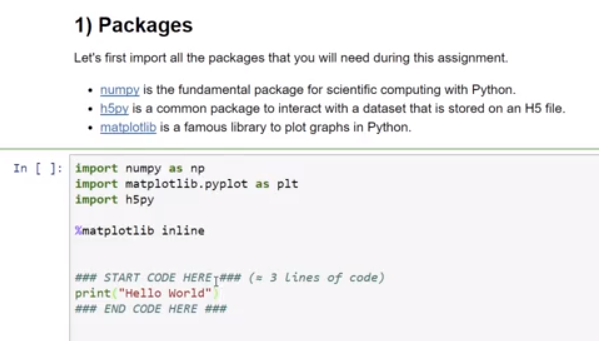 1) Packages
Let's first import all the packages that you will need during this assignment.
• numpy is the fundamental package for scientific computing with Python.
• h5py is a common package to interact with a dataset that is stored on an H5 file.
• matplotlib is a famous library to plot graphs in Python.
In [ ]: import numpy as np
import matplotlib.pyplot as plt
import h5py
%matplotlib inline
### START CODE HERE ### (≈ 3 lines of code)
print("Hello World")
### END CODE HERE ###